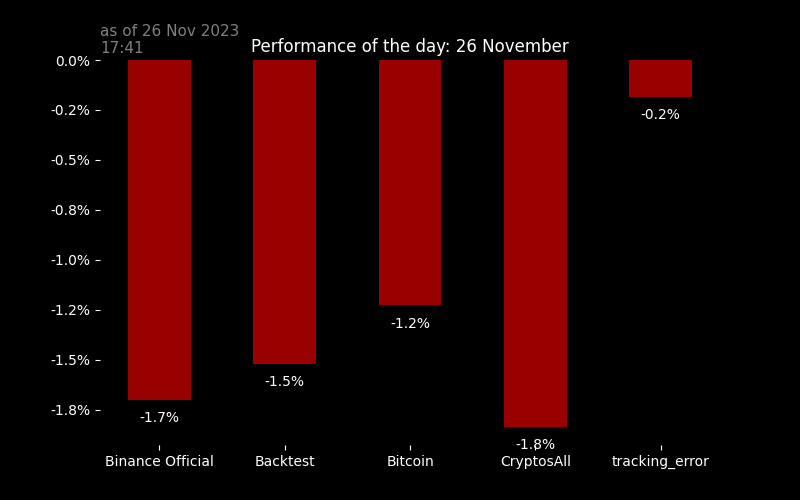 as of 26 Nov 2023
17:41
Performance of the day: 26 November
0.0%
-0.2%
-0.5%
-0.8%
-1.0%
-1.2%
-1.5%
-1.8%
-1.7%
-1.5%
-1.2%
-1.8%
-0.2%
Binance Official
Backtest
Bitcoin
CryptosAll
tracking_error